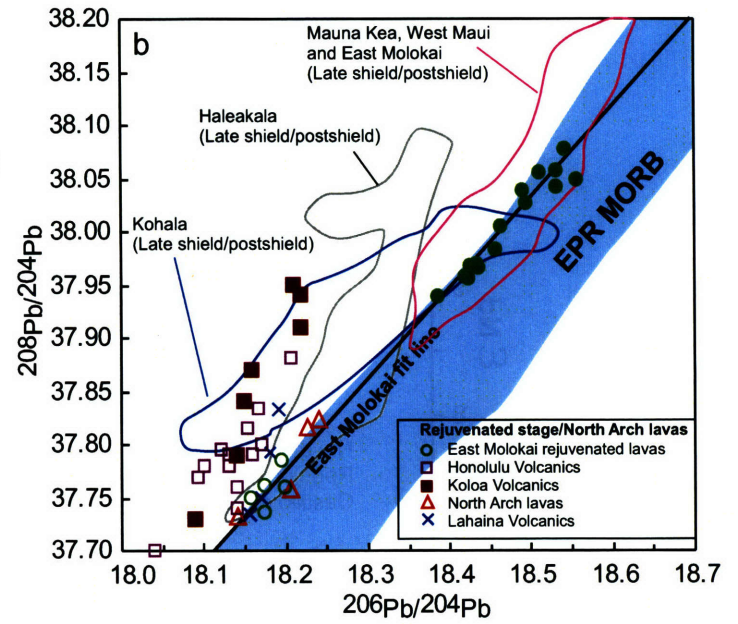 b
Mauna Kea, West Maui
and East Molokai
(Late shield/postshield)
Haleakala
(Late shield/postshield)
Kohala
(Late shield/postshield)
EPR MORB
East Molokai fit line
Rejuvenated stage/North Arch lavas
East Molokai rejuvenated lavas
Honolulu Volcanics
Koloa Volcanics
North Arch lavas
Lahaina Volcanics
208Pb/204Pb
38.20
38.15
38.10
38.05
38.00
37.95
37.90
37.85
37.80
37.75
37.70
18.0 18.1 18.2 18.3 18.4 18.5 18.6 18.7
206Pb/204Pb